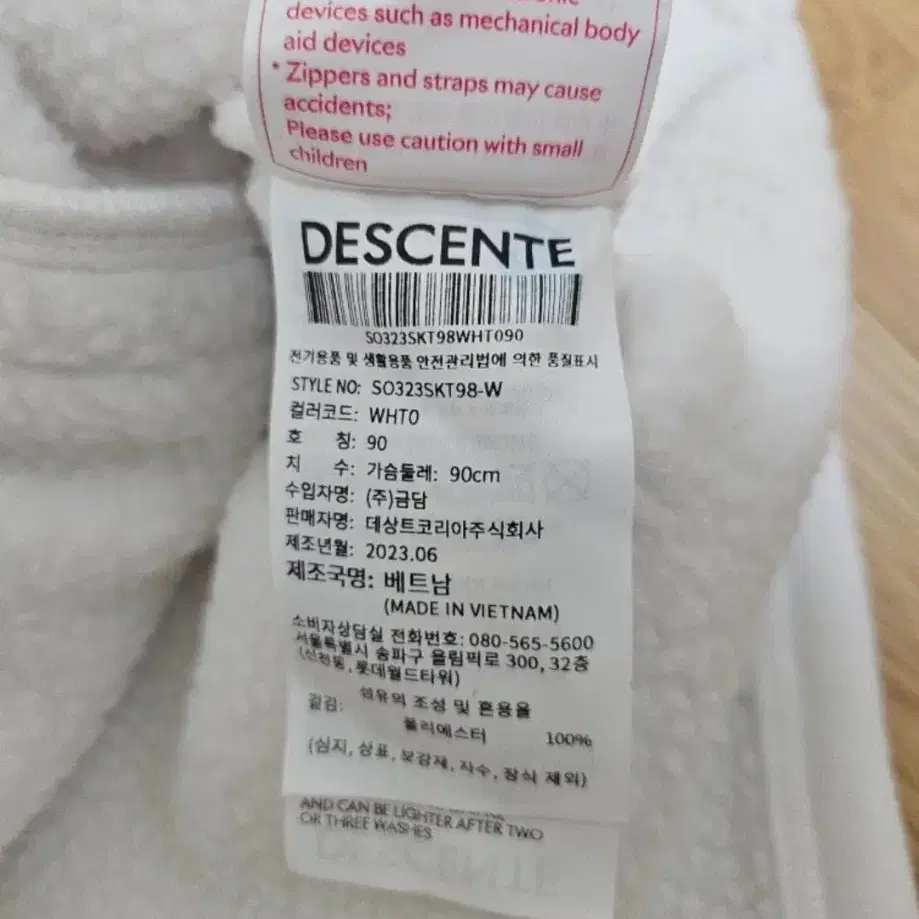 devices such as mechanical body
aid devices
* Zippers and straps may cause
accidents;
Please use caution with small
children
DESCENTE
SO323SKT98WHT090
전기용품 및 생활용품 안전관리법에 의한 품질표시
STYLE NO: SO323SKT98-W
컬러코드: WHT0
호 칭: 90
치 수: 가슴둘레: 90cm
수입자명: (주)금담
판매자명: 데상트코리아주식회사
제조년월: 2023.06
제조국명: 베트남
(MADE IN VIETNAM)
소비자상담실 전화번호: 080-565-5600
서울특별시 송파구 올림픽로 300, 32층
(신천동, 롯데월드타워)
섬유의 조성 및 혼용율
겉감:
폴리에스터 100%
(심지, 상표, 보강재, 자수, 장식 제외)
AND CAN BE LIGHTER AFTER TWO
OR THREE WASHES